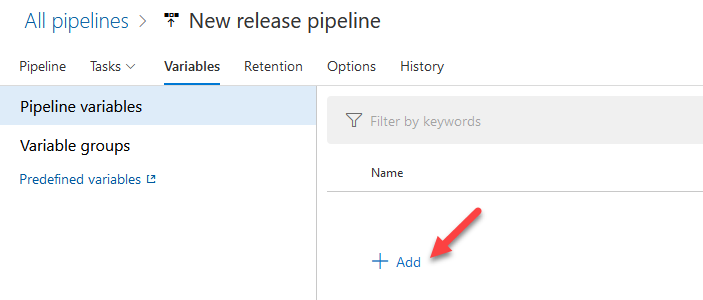 All pipelines > New release pipeline
Pipeline Tasks Variables Retention Options History
Pipeline variables
Variable groups
Predefined variables
Filter by keywords
Name
+ Add